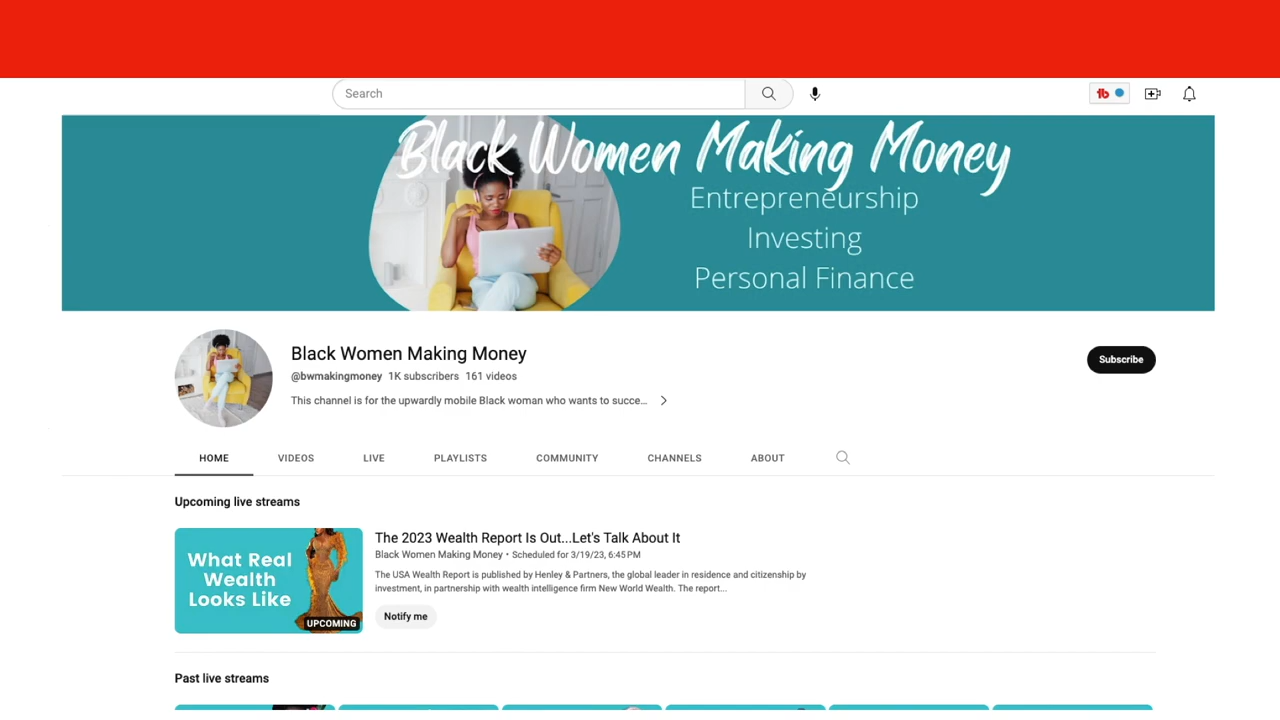 Search
tb
Black Women Making Money
Entrepreneurship
Investing
Personal Finance
Black Women Making Money
Subscribe
@bwmakingmoney 1K subscribers 161 videos
This channel is for the upwardly mobile Black woman who wants to succe...
HOME VIDEOS LIVE PLAYLISTS COMMUNITY CHANNELS ABOUT
Upcoming live streams
What Real
Wealth
Looks Like
UPCOMING
The 2023 Wealth Report Is Out...Let's Talk About It
Black Women Making Money • Scheduled for 3/19/23, 6:45 PM
The USA Wealth Report is published by Henley & Partners, the global leader in residence and citizenship by
investment, in partnership with wealth intelligence firm New World Wealth. The report...
Notify me
Past live streams